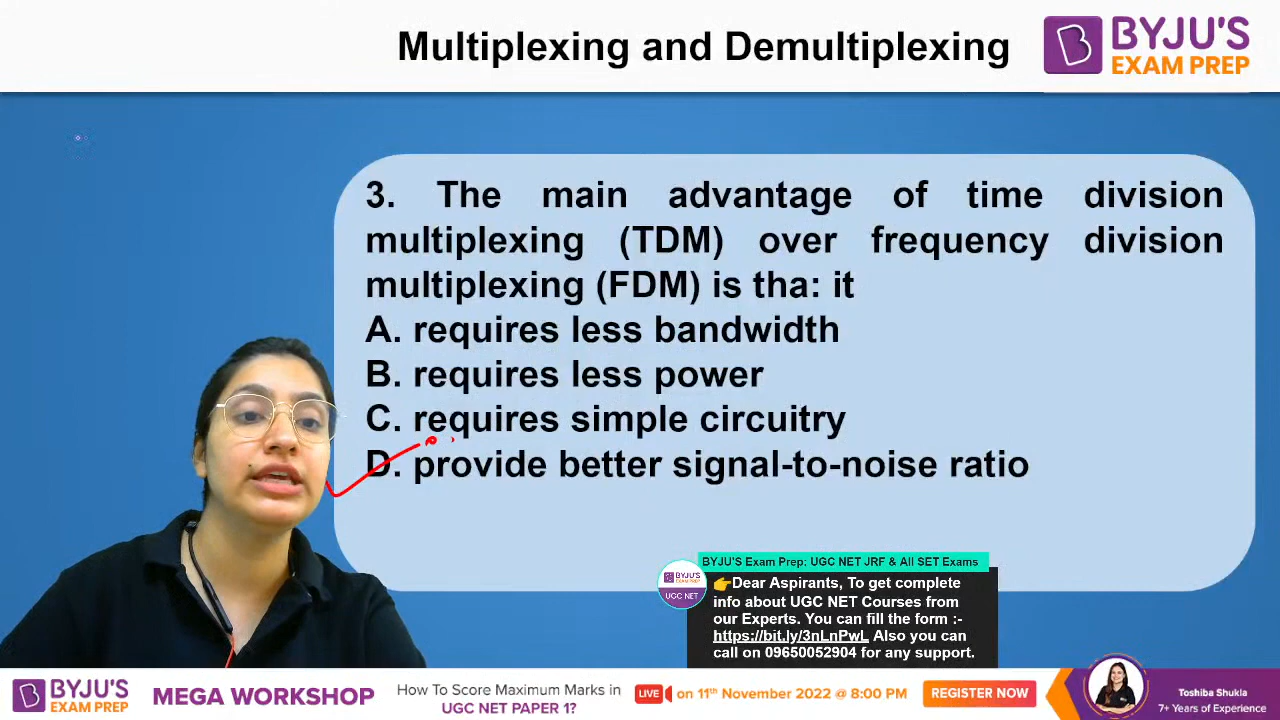 Multiplexing and Demultiplexing
BYJU'S
EXAM PREP
3. The main advantage of time division
multiplexing (TDM) over frequency division
multiplexing (FDM) is tha: it
A. requires less bandwidth
B. requires less power
C. requires simple circuitry
D. provide better signal-to-noise ratio
BYJU'S Exam Prep: UGC NET JRF & All SET Exams
BYJU'S
EXAM PREP
UGC NET
👉Dear Aspirants, To get complete
info about UGC NET Courses from
our Experts. You can fill the form :-
https://bit.ly/3nLnPwL Also you can
call on 09650052904 for any support.
BYJU'S
EXAM PREP
MEGA WORKSHOP
How To Score Maximum Marks in
UGC NET PAPER 1?
LIVE on 11th November 2022 @ 8:00 PM
REGISTER NOW
Toshiba Shukla
7+ Years of Experience